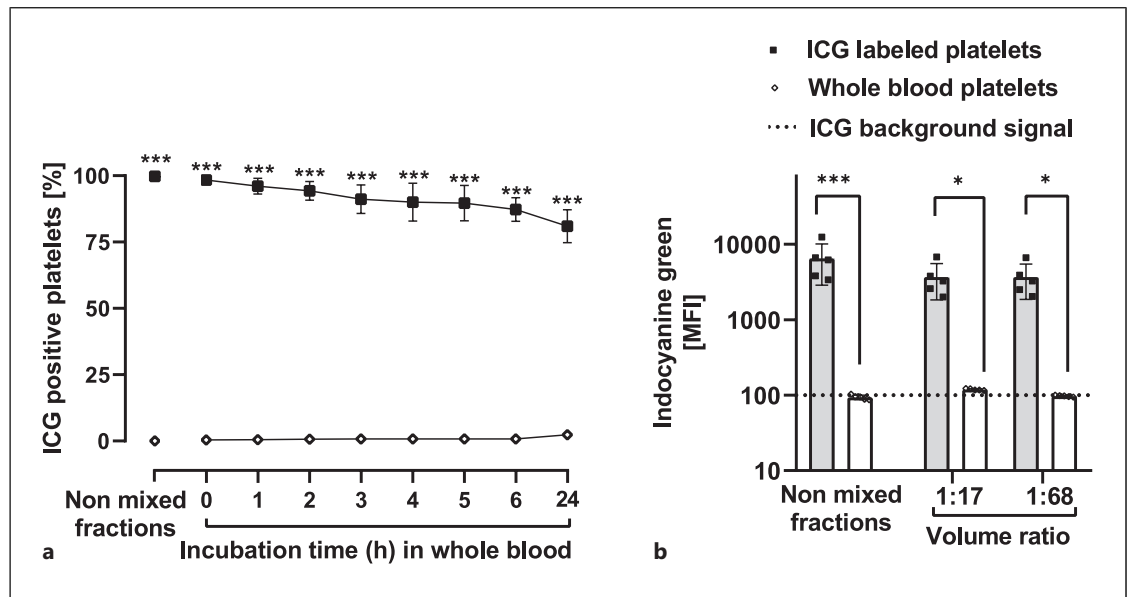 ICG positive platelets [%]
100
75
50
25
0
*** *** *** *** *** *** *** *** ***
Non mixed
fractions
0 1 2 3 4 5 6 24
Incubation time (h) in whole blood
a
ICG labeled platelets
Whole blood platelets
ICG background signal
Indocyanine green
[MFI]
10000
1000
100
10
*** * *
Non mixed
fractions
1:17 1:68
Volume ratio
b